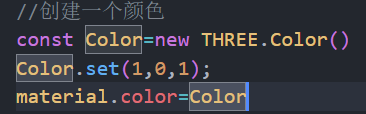 //创建一个颜色
const Color=new THREE.Color()
Color.set(1,0,1);
material.color=Color